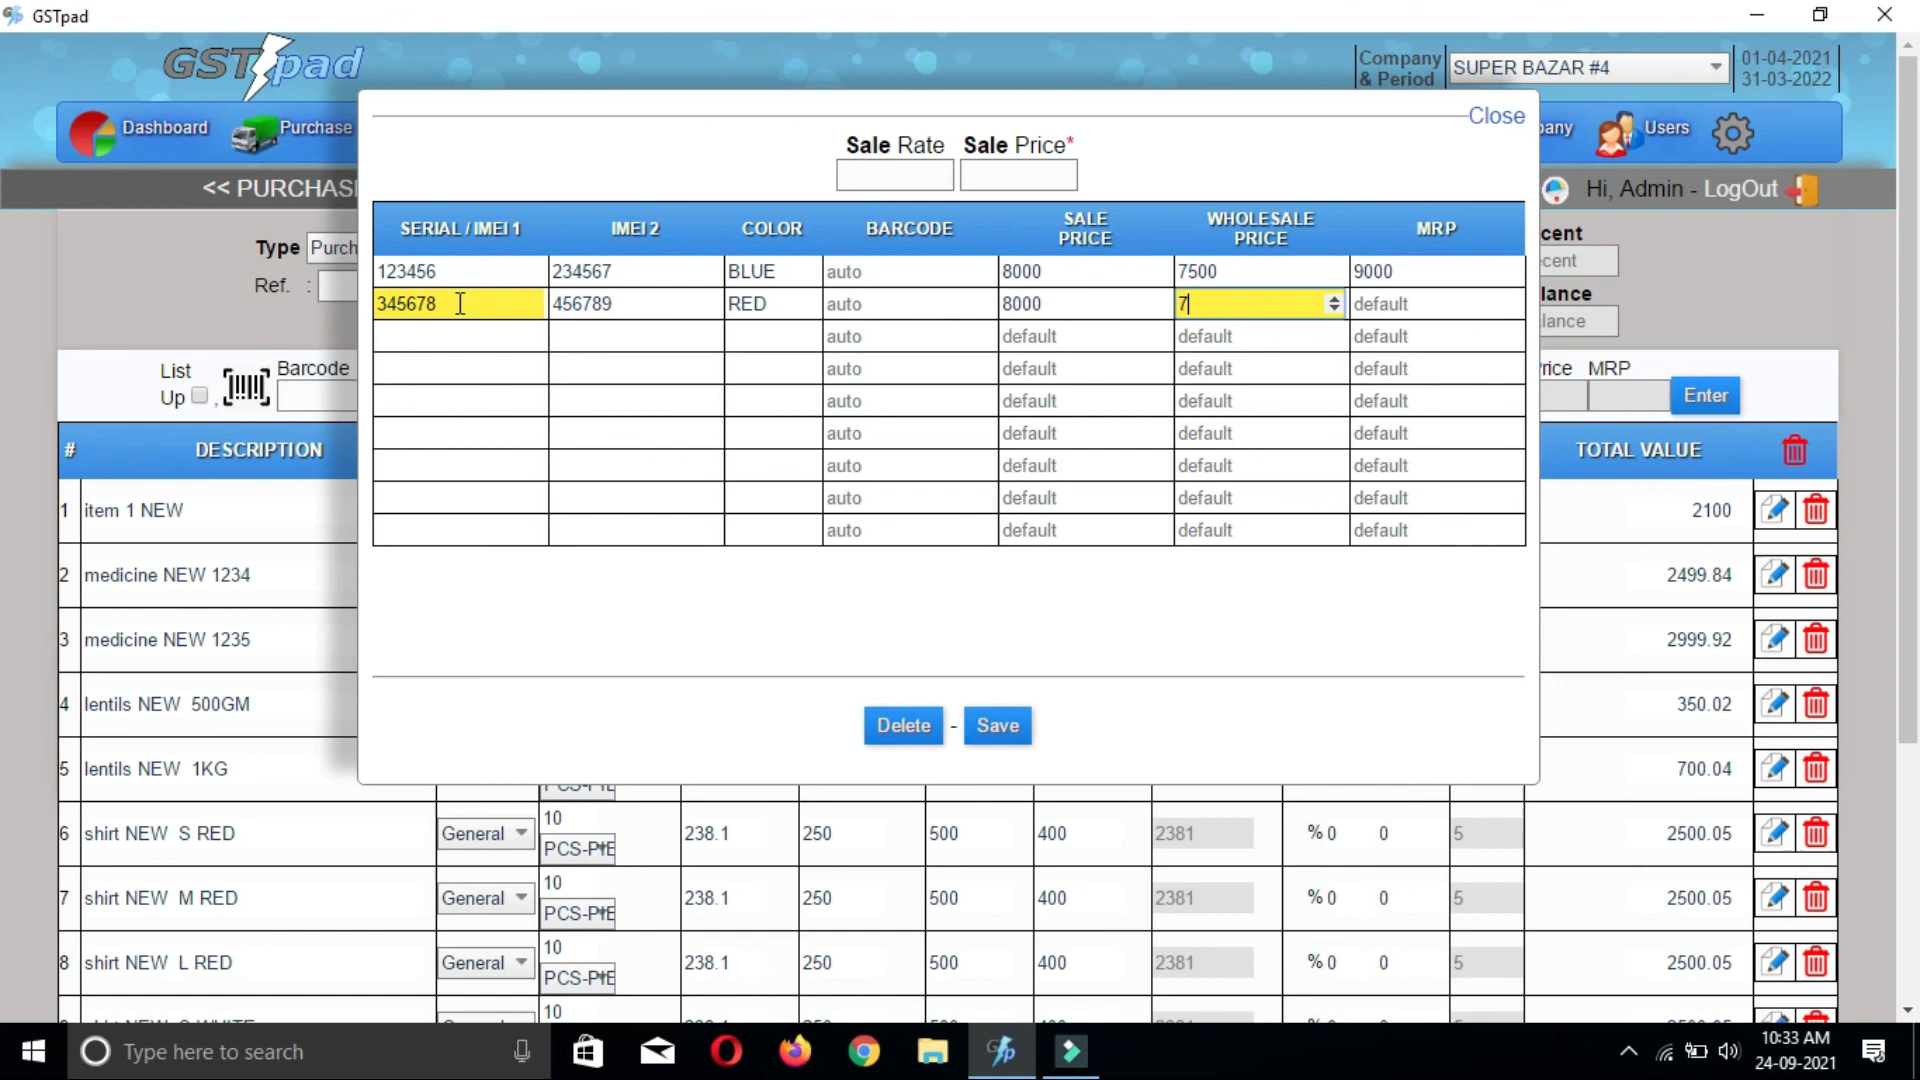 GSTpad
GST pad
Company & Period
SUPER BAZAR #4
01-04-2021
31-03-2022
Dashboard
Purchase
Users
Close
Sale Rate
Sale Price*
<< PURCHAS
Hi, Admin - LogOut
SERIAL / IMEI 1 IMEI 2 COLOR BARCODE SALE PRICE WHOLESALE PRICE MRP
123456 234567 BLUE auto 8000 7500 9000
345678 456789 RED auto 8000 7 default
auto default default default
auto default default default
auto default default default
auto default default default
auto default default default
auto default default default
auto default default default
Type Purch
Ref. :
List Up
, Barcode
MRP
Enter
Delete - Save
# DESCRIPTION TOTAL VALUE
1 item 1 NEW 2100
2 medicine NEW 1234 2499.84
3 medicine NEW 1235 2999.92
4 lentils NEW 500GM 350.02
5 lentils NEW 1KG 700.04
6 shirt NEW S RED General 10 PCS-PIE 238.1 250 500 400 2381 % 0 0 5 2500.05
7 shirt NEW M RED General 10 PCS-PIE 238.1 250 500 400 2381 % 0 0 5 2500.05
8 shirt NEW L RED General 10 PCS-PIE 238.1 250 500 400 2381 % 0 0 5 2500.05
10
Type here to search
10:33 AM
24-09-2021